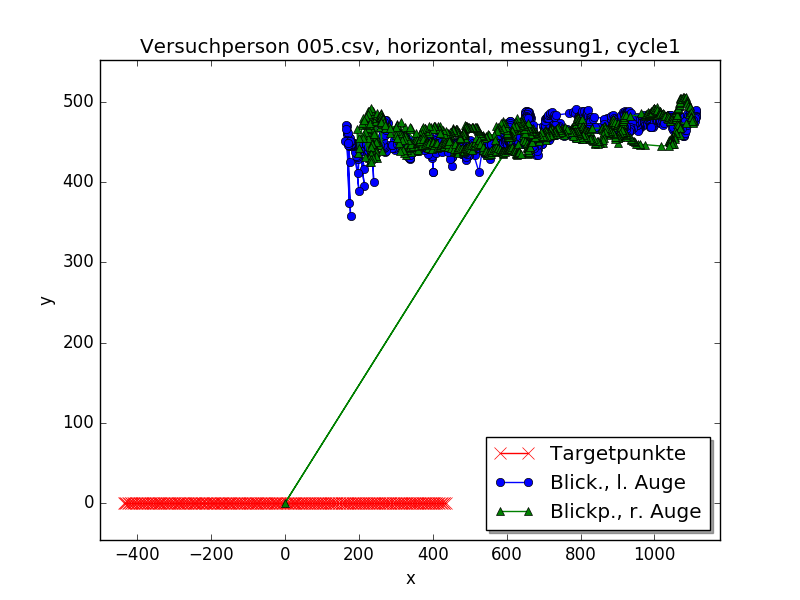 Versuchperson 005.csv, horizontal, messung1, cycle1
500
400
300
200
100
0
y
−400
−200
0
200
400
600
800
1000
x
Targetpunkte
Blick., l. Auge
Blickp., r. Auge